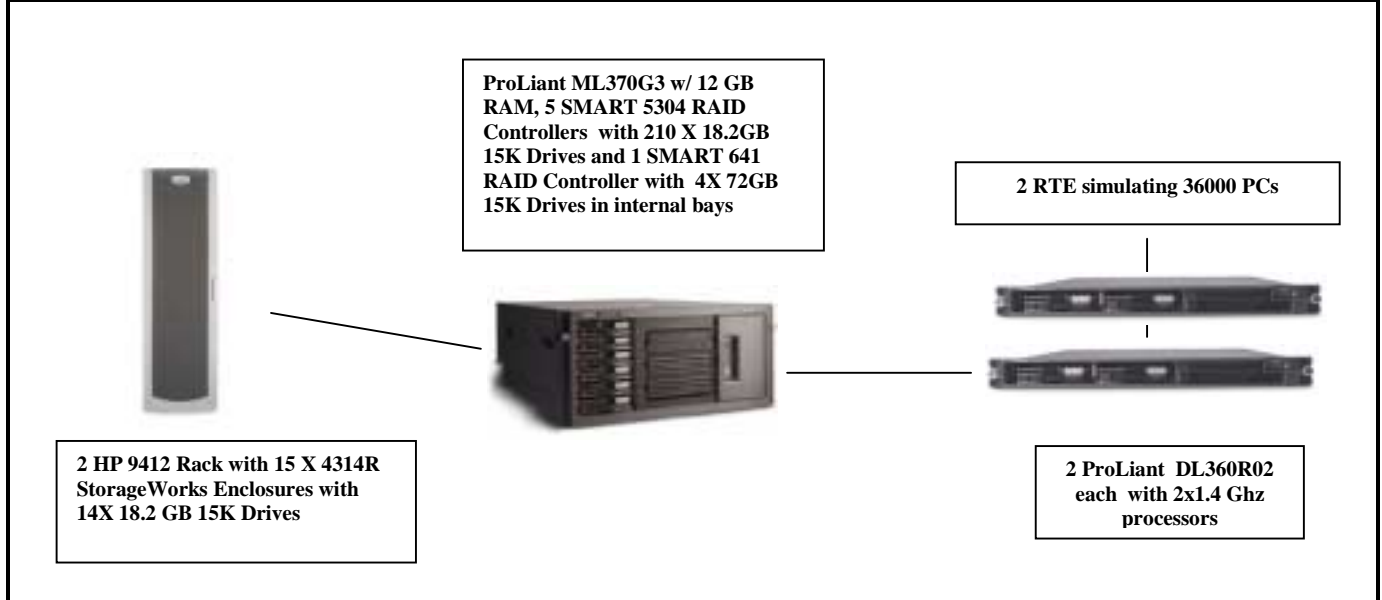 ProLiant ML370G3 w/ 12 GB
RAM, 5 SMART 5304 RAID
Controllers with 210 X 18.2GB
15K Drives and 1 SMART 641
RAID Controller with 4X 72GB
15K Drives in internal bays
2 RTE simulating 36000 PCs
2 HP 9412 Rack with 15 X 4314R
StorageWorks Enclosures with
14X 18.2 GB 15K Drives
2 ProLiant DL360R02
each with 2x1.4 Ghz
processors